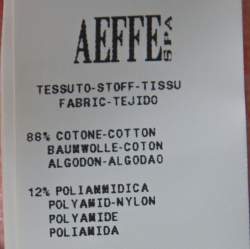 AEFFE SPA
TESSUTO-STOFF-TISSU
FABRIC-TEJIDO
88% COTONE-COTTON
BAUMWOLLE-COTON
ALGODON-ALGODAO
12% POLIAMMIDICA
POLYAMID-NYLON
POLYAMIDE
POLIAMIDA